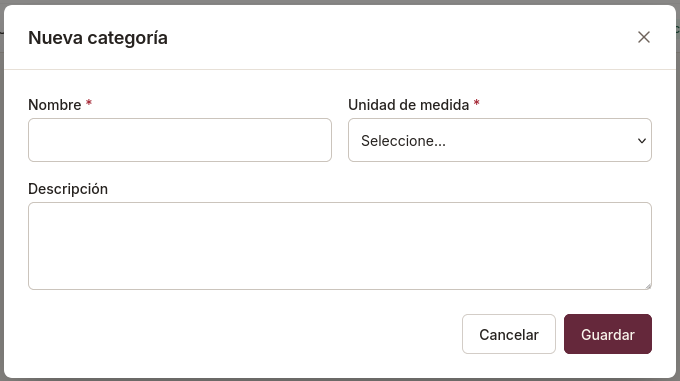 Nueva categoría
Nombre *
Unidad de medida *
Seleccione...
Descripción
Cancelar
Guardar